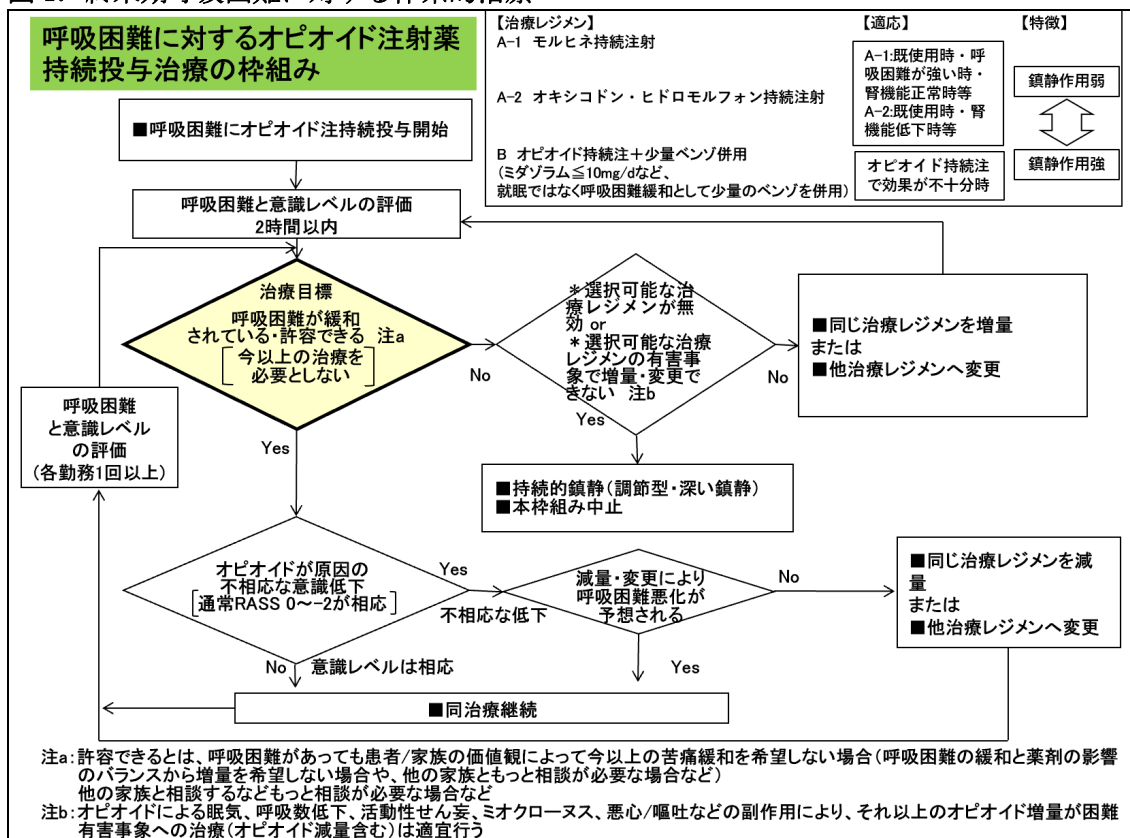 呼吸困難に対するオピオイド注射薬
持続投与治療の枠組み
【治療レジメン】
A-1 モルヒネ持続注射
A-2 オキシコドン・ヒドロモルフォン持続注射
B オピオイド持続注+少量ベンゾ併用
(ミダゾラム≦10mg/dなど、
就眠ではなく呼吸困難緩和として少量のベンゾを併用)
【適応】
A-1:既使用時・呼
吸困難が強い時・
腎機能正常時等
A-2:既使用時・腎
機能低下時等
オピオイド持続注
で効果が不十分時
【特徴】
鎮静作用弱
鎮静作用強
■呼吸困難にオピオイド注持続投与開始
呼吸困難と意識レベルの評価
2時間以内
治療目標
呼吸困難が緩和
されている・許容できる 注a
今以上の治療を
必要としない
No
Yes
*選択可能な治
療レジメンが無
効 or
*選択可能な治療
レジメンの有害事
象で増量・変更で
きない 注b
No
Yes
■同じ治療レジメンを増量
または
■他治療レジメンへ変更
■持続的鎮静(調節型・深い鎮静)
■本枠組み中止
呼吸困難
と意識レベル
の評価
(各勤務1回以上)
オピオイドが原因の
不相応な意識低下
[通常RASS 0~-2が相応]
Yes
不相応な低下
No 意識レベルは相応
減量・変更により
呼吸困難悪化が
予想される
No
Yes
■同じ治療レジメンを減
量
または
■他治療レジメンへ変更
■同治療継続
注a:許容できるとは、呼吸困難があっても患者/家族の価値観によって今以上の苦痛緩和を希望しない場合(呼吸困難の緩和と薬剤の影響
のバランスから増量を希望しない場合や、他の家族ともっと相談が必要な場合など)
他の家族と相談するなどもっと相談が必要な場合など
注b:オピオイドによる眠気、呼吸数低下、活動性せん妄、ミオクローヌス、悪心/嘔吐などの副作用により、それ以上のオピオイド増量が困難
有害事象への治療(オピオイド減量含む)は適宜行う